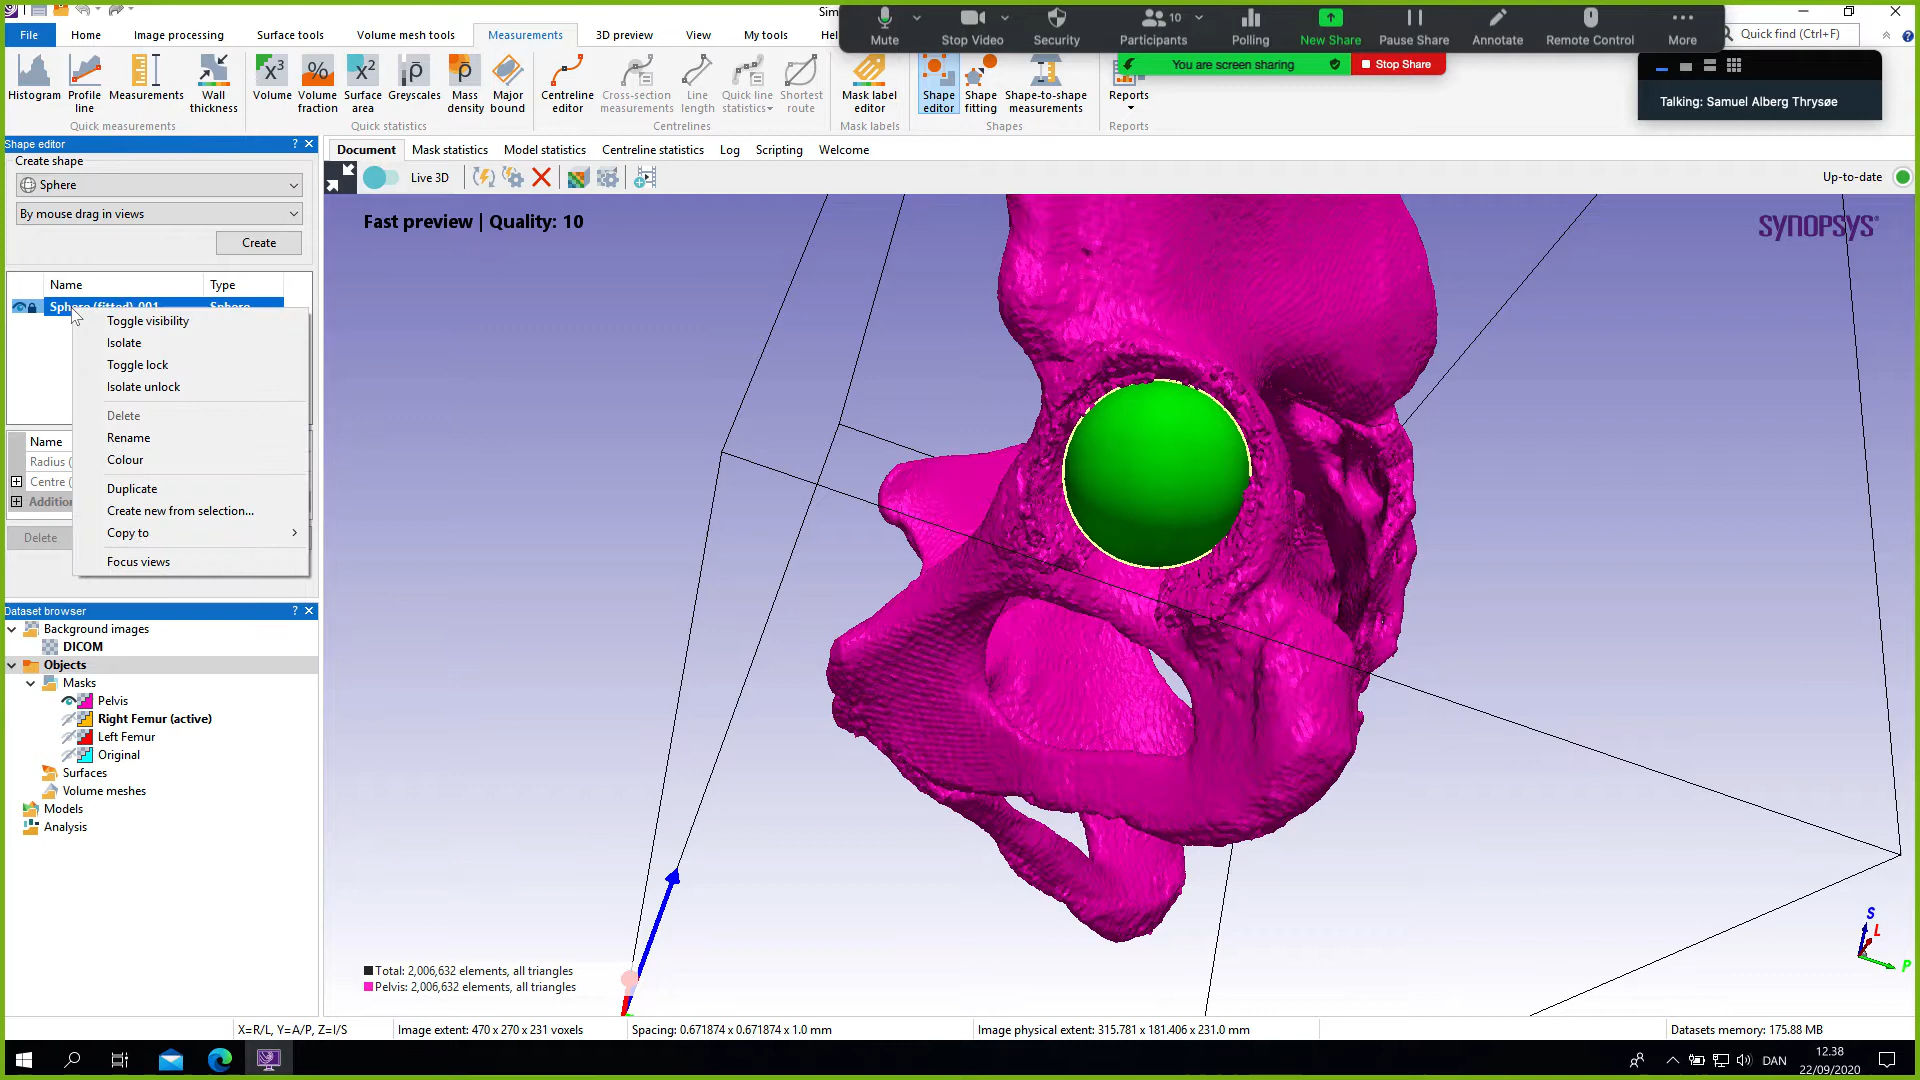 Sim
Mute
Stop Video
Security
10
Participants
Polling
New Share
Pause Share
Annotate
Remote Control
More
Quick find (Ctrl+F)
File
Home
Image processing
Surface tools
Volume mesh tools
Measurements
3D preview
View
My tools
Hel
You are screen sharing
Stop Share
Talking: Samuel Alberg Thrysøe
Histogram
Profile line
Measurements
Wall thickness
Volume
Volume fraction
Surface area
Greyscales
Mass density
Major bound
Centreline editor
Cross-section measurements
Line length
Quick line statistics
Shortest route
Mask label editor
Shape editor
Shape fitting
Shape-to-shape measurements
Reports
Quick measurements
Quick statistics
Centrelines
Mask labels
Shapes
Reports
Shape editor
? 
Create shape
Sphere
By mouse drag in views
Create
Name
Type
Sphere (fitted)_001
Sphere
Toggle visibility
Isolate
Toggle lock
Isolate unlock
Delete
Rename
Colour
Duplicate
Create new from selection...
Copy to
Focus views
Name
Radius (
Centre (
Addition
Delete
Document
Mask statistics
Model statistics
Centreline statistics
Log
Scripting
Welcome
Live 3D
Up-to-date
Fast preview | Quality: 10
SYNOPSYS
Dataset browser
?
Background images
DICOM
Objects
Masks
Pelvis
Right Femur (active)
Left Femur
Original
Surfaces
Volume meshes
Models
Analysis
Total: 2,006,632 elements, all triangles
Pelvis: 2,006,632 elements, all triangles
S
L
P
X=R/L, Y=A/P, Z=I/S
Image extent: 470 x 270 x 231 voxels
Spacing: 0.671874 x 0.671874 x 1.0 mm
Image physical extent: 315.781 x 181.406 x 231.0 mm
Datasets memory: 175.88 MB
DAN
12.38
22/09/2020